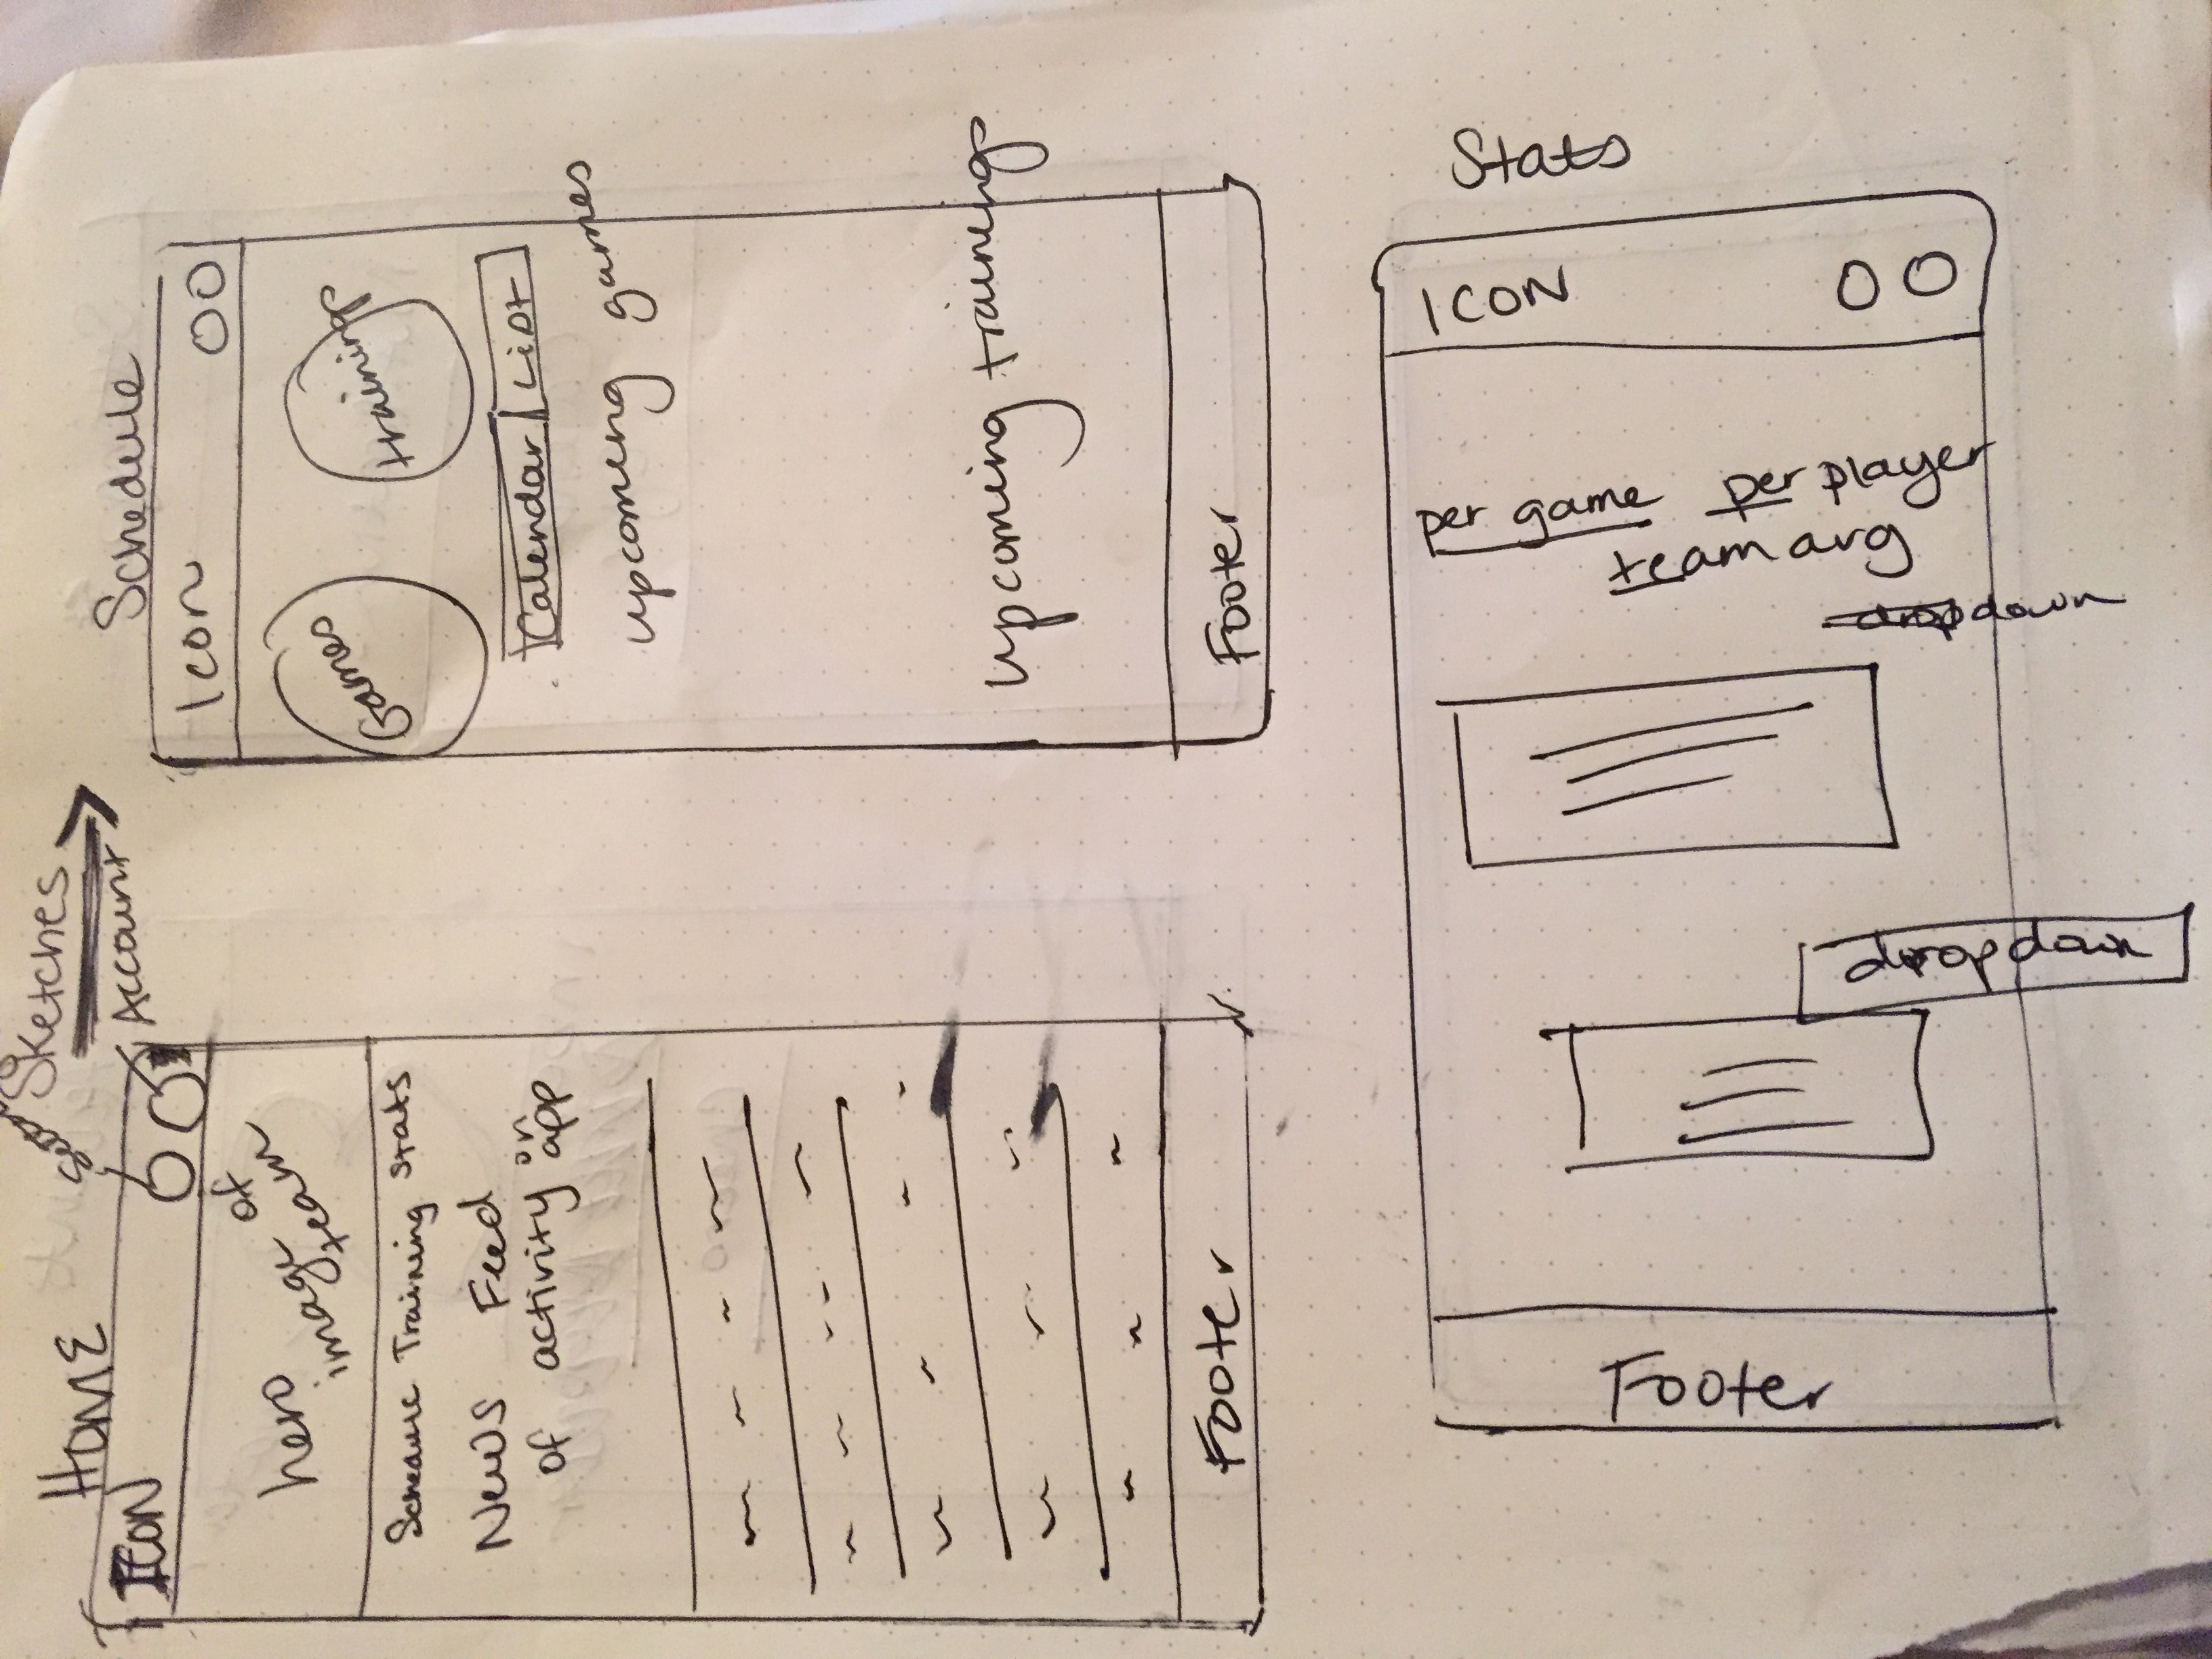 Sketches
Account
HOME
ICON
hero image of team
Schedule Training stats
News Feed
of activity on app
Footer
Schedule
Icon
Games
training
Calendar List
upcoming games
upcoming trainings
Footer
Stats
ICON
per game per player
team avg
dropdown
dropdown
Footer